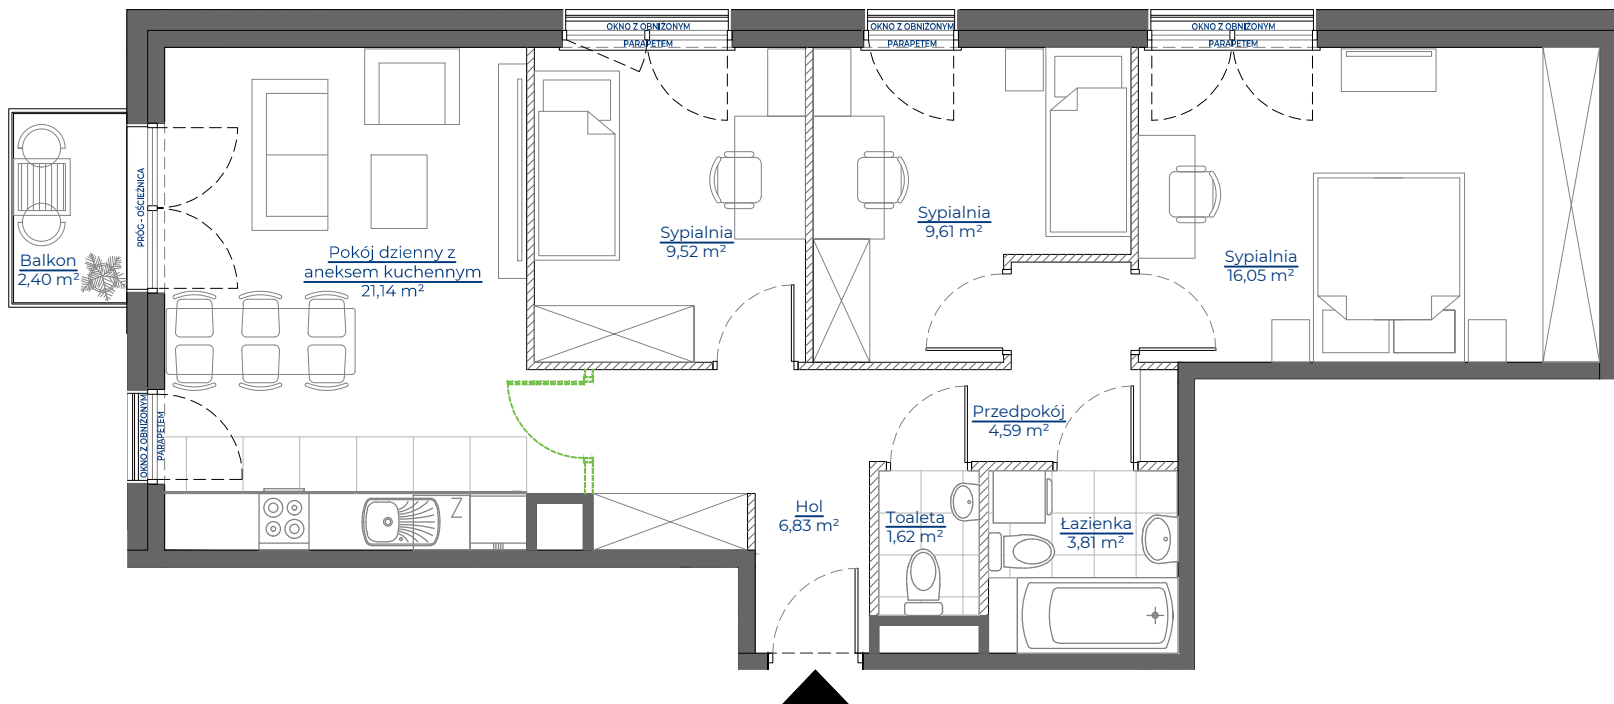 OKNO Z OBNIŻONYM
PARAPETEM
OKNO Z OBNIŻONYM
PARAPETEM
OKNO Z OBNIŻONYM
PARAPETEM
PRÓG - OŚCIEŻNICA
Balkon
2,40 m²
Pokój dzienny z
aneksem kuchennym
21,14 m²
Sypialnia
9,52 m²
Sypialnia
9,61 m²
Sypialnia
16,05 m²
OKNO Z OBNIŻONYM
PARAPETEM
Przedpokój
4,59 m²
Z
Hol
6,83 m²
Toaleta
1,62 m²
Łazienka
3,81 m²